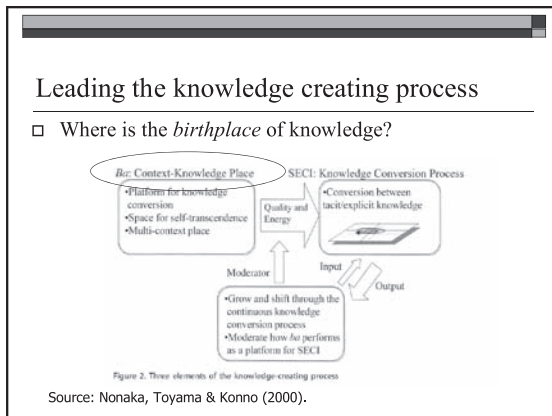 Leading the knowledge creating process
Where is the birthplace of knowledge?
Ba: Context-Knowledge Place
SECI: Knowledge Conversion Process
•Platform for knowledge
conversion
•Space for self-transcendence
•Multi-context place
Quality and
Energy
•Conversion between
tacit/explicit knowledge
Moderator
Input
Output
•Grow and shift through the
continuous knowledge
conversion process
•Moderate how ba performs
as a platform for SECI
Figure 2. Three elements of the knowledge-creating process
Source: Nonaka, Toyama & Konno (2000).